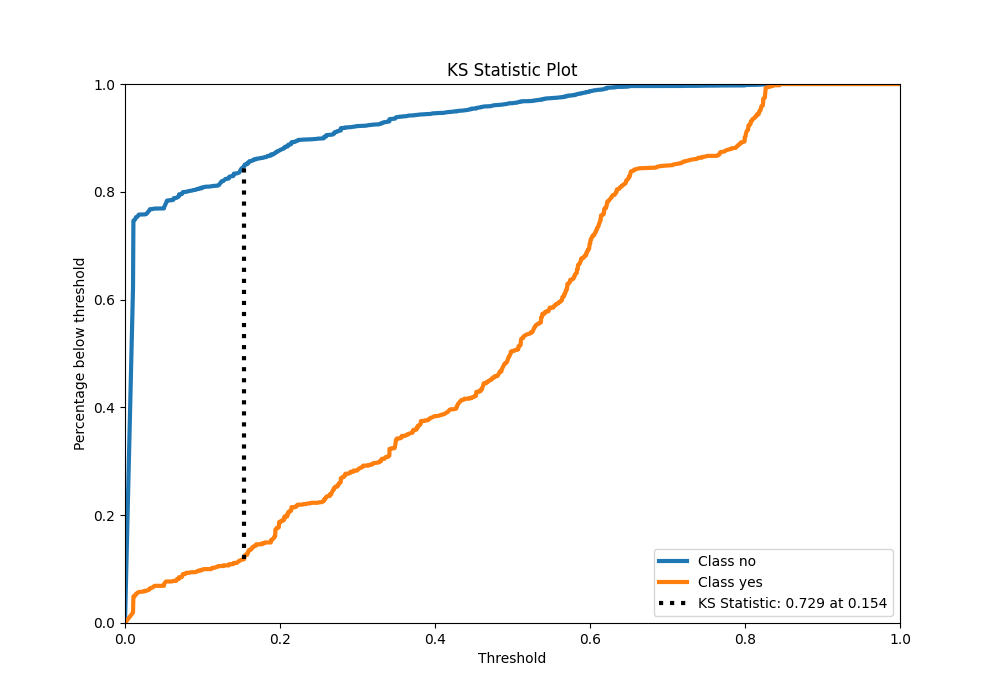 KS Statistic Plot
Percentage below threshold
1.0
0.8
0.6
0.4
0.2
0.0
0.0 0.2 0.4 0.6 0.8 1.0
Threshold
Class no
Class yes
KS Statistic: 0.729 at 0.154